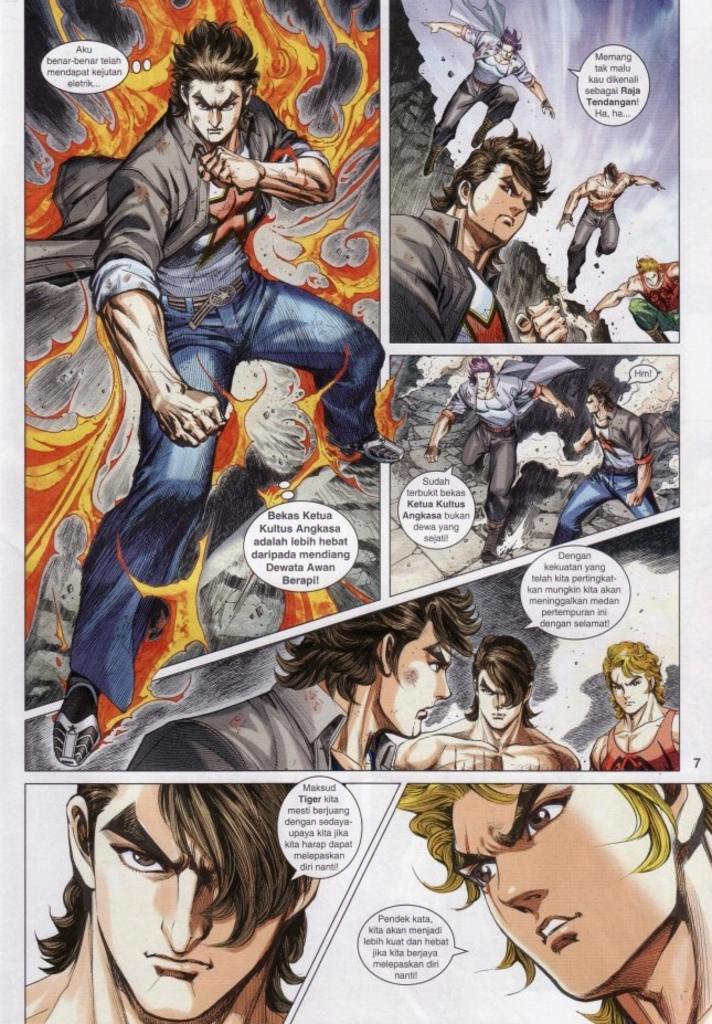 Aku
benar-benar telah
mendapat kejutan
eletrik...
Bekas Ketua
Kultus Angkasa
adalah lebih hebat
daripada mendiang
Dewata Awan
Berapi!
Memang
tak malu
kau dikenali
sebagai Raja
Tendangan!
Ha, ha...
Hm!
Sudah
terbukit bekas
Ketua Kultus
Angkasa bukan
dewa yang
sejati!
Dengan
kekuatan yang
telah kita pertingkat-
kan mungkin kita akan
meninggalkan medan
pertempuran ini
dengan selamat!
7
Maksud
Tiger kita
mesti berjuang
dengan sedaya-
upaya kita jika
kita harap dapat
melepaskan
diri nanti!
Pendek kata,
kita akan menjadi
lebih kuat dan hebat
jika kita berjaya
melepaskan diri
nanti!